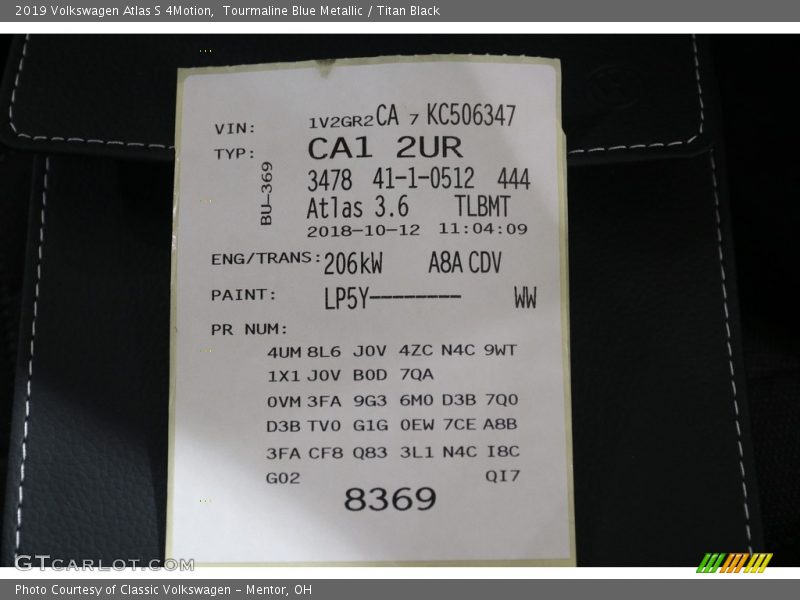 2019 Volkswagen Atlas S 4Motion,  Tourmaline Blue Metallic / Titan Black
VIN: 1V2GR2CA 7 KC506347
TYP: CA1 2UR
BU-369
3478 41-1-0512 444
Atlas 3.6 TLBMT
2018-10-12 11:04:09
ENG/TRANS: 206kW A8A CDV
PAINT: LP5Y--------- WW
PR NUM:
4UM 8L6 J0V 4ZC N4C 9WT
1X1 J0V B0D 7QA
0VM 3FA 9G3 6M0 D3B 7Q0
D3B TV0 G1G 0EW 7CE A8B
3FA CF8 Q83 3L1 N4C I8C
G02 QI7
8369
GTCARLOT.COM
Photo Courtesy of Classic Volkswagen - Mentor, OH